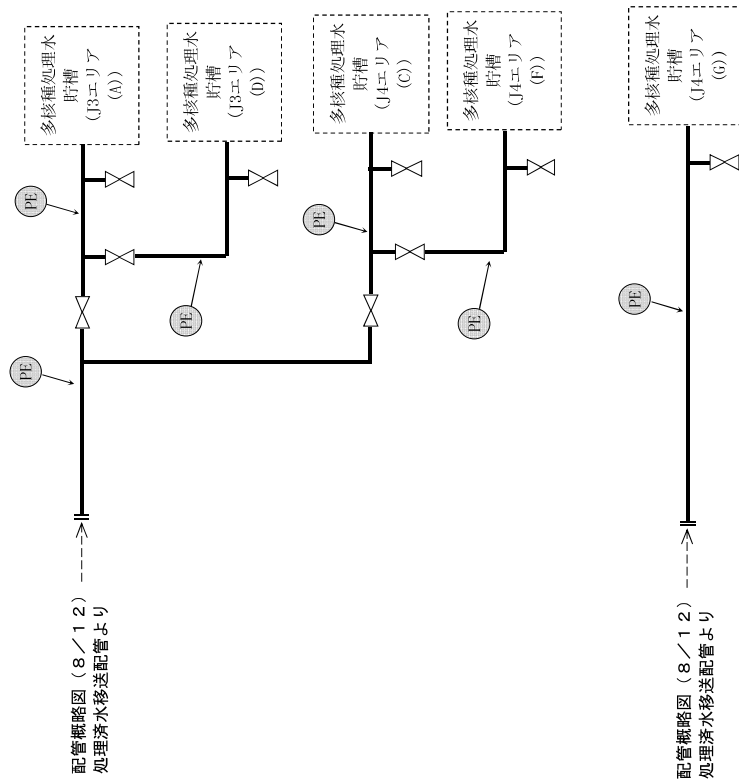 多核種処理水
貯槽
(J3エリア
(A))
多核種処理水
貯槽
(J3エリア
(D))
多核種処理水
貯槽
(J4エリア
(C))
多核種処理水
貯槽
(J4エリア
(F))
多核種処理水
貯槽
(J4エリア
(G))
PE
PE
PE
PE
PE
PE
配管概略図（８／１２）
処理済水移送配管より
配管概略図（８／１２）
処理済水移送配管より